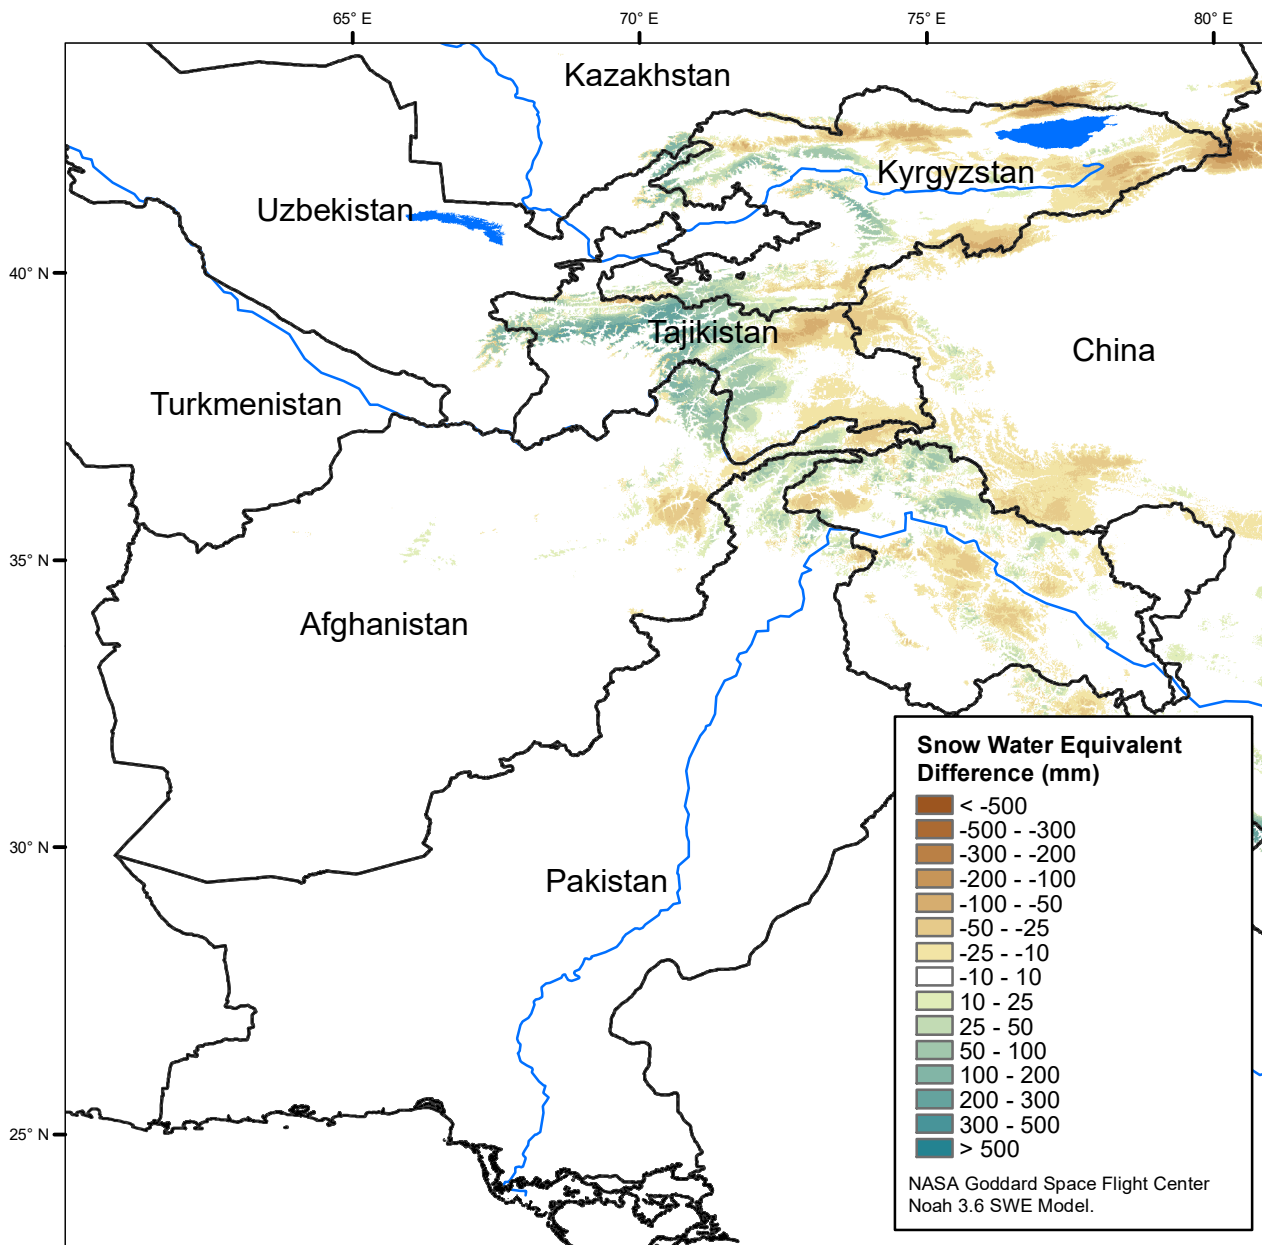 65° E
70° E
75° E
80° E
Kazakhstan
Kyrgyzstan
Uzbekistan
40° N
Tajikistan
China
Turkmenistan
35° N
Afghanistan
30° N
Pakistan
25° N
Snow Water Equivalent
Difference (mm)
< -500
-500 - -300
-300 - -200
-200 - -100
-100 - -50
-50 - -25
-25 - -10
-10 - 10
10 - 25
25 - 50
50 - 100
100 - 200
200 - 300
300 - 500
> 500
NASA Goddard Space Flight Center
Noah 3.6 SWE Model.